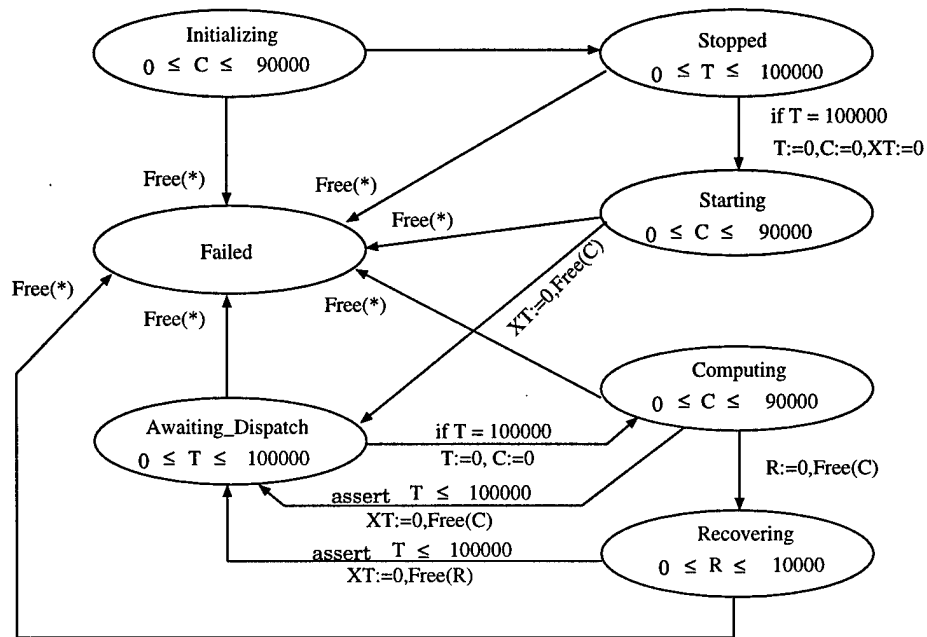 Initializing
0 ≤ C ≤ 90000
Stopped
0 ≤ T ≤ 100000
if T = 100000
T:=0,C:=0,XT:=0
Free(*)
Free(*)
Starting
0 ≤ C ≤ 90000
Free(*)
Failed
XT:=0,Free(C)
Free(*)
Free(*)
Free(*)
Computing
0 ≤ C ≤ 90000
Awaiting_Dispatch
0 ≤ T ≤ 100000
if T = 100000
T:=0, C:=0
R:=0,Free(C)
assert T ≤ 100000
XT:=0,Free(C)
Recovering
0 ≤ R ≤ 10000
assert T ≤ 100000
XT:=0,Free(R)